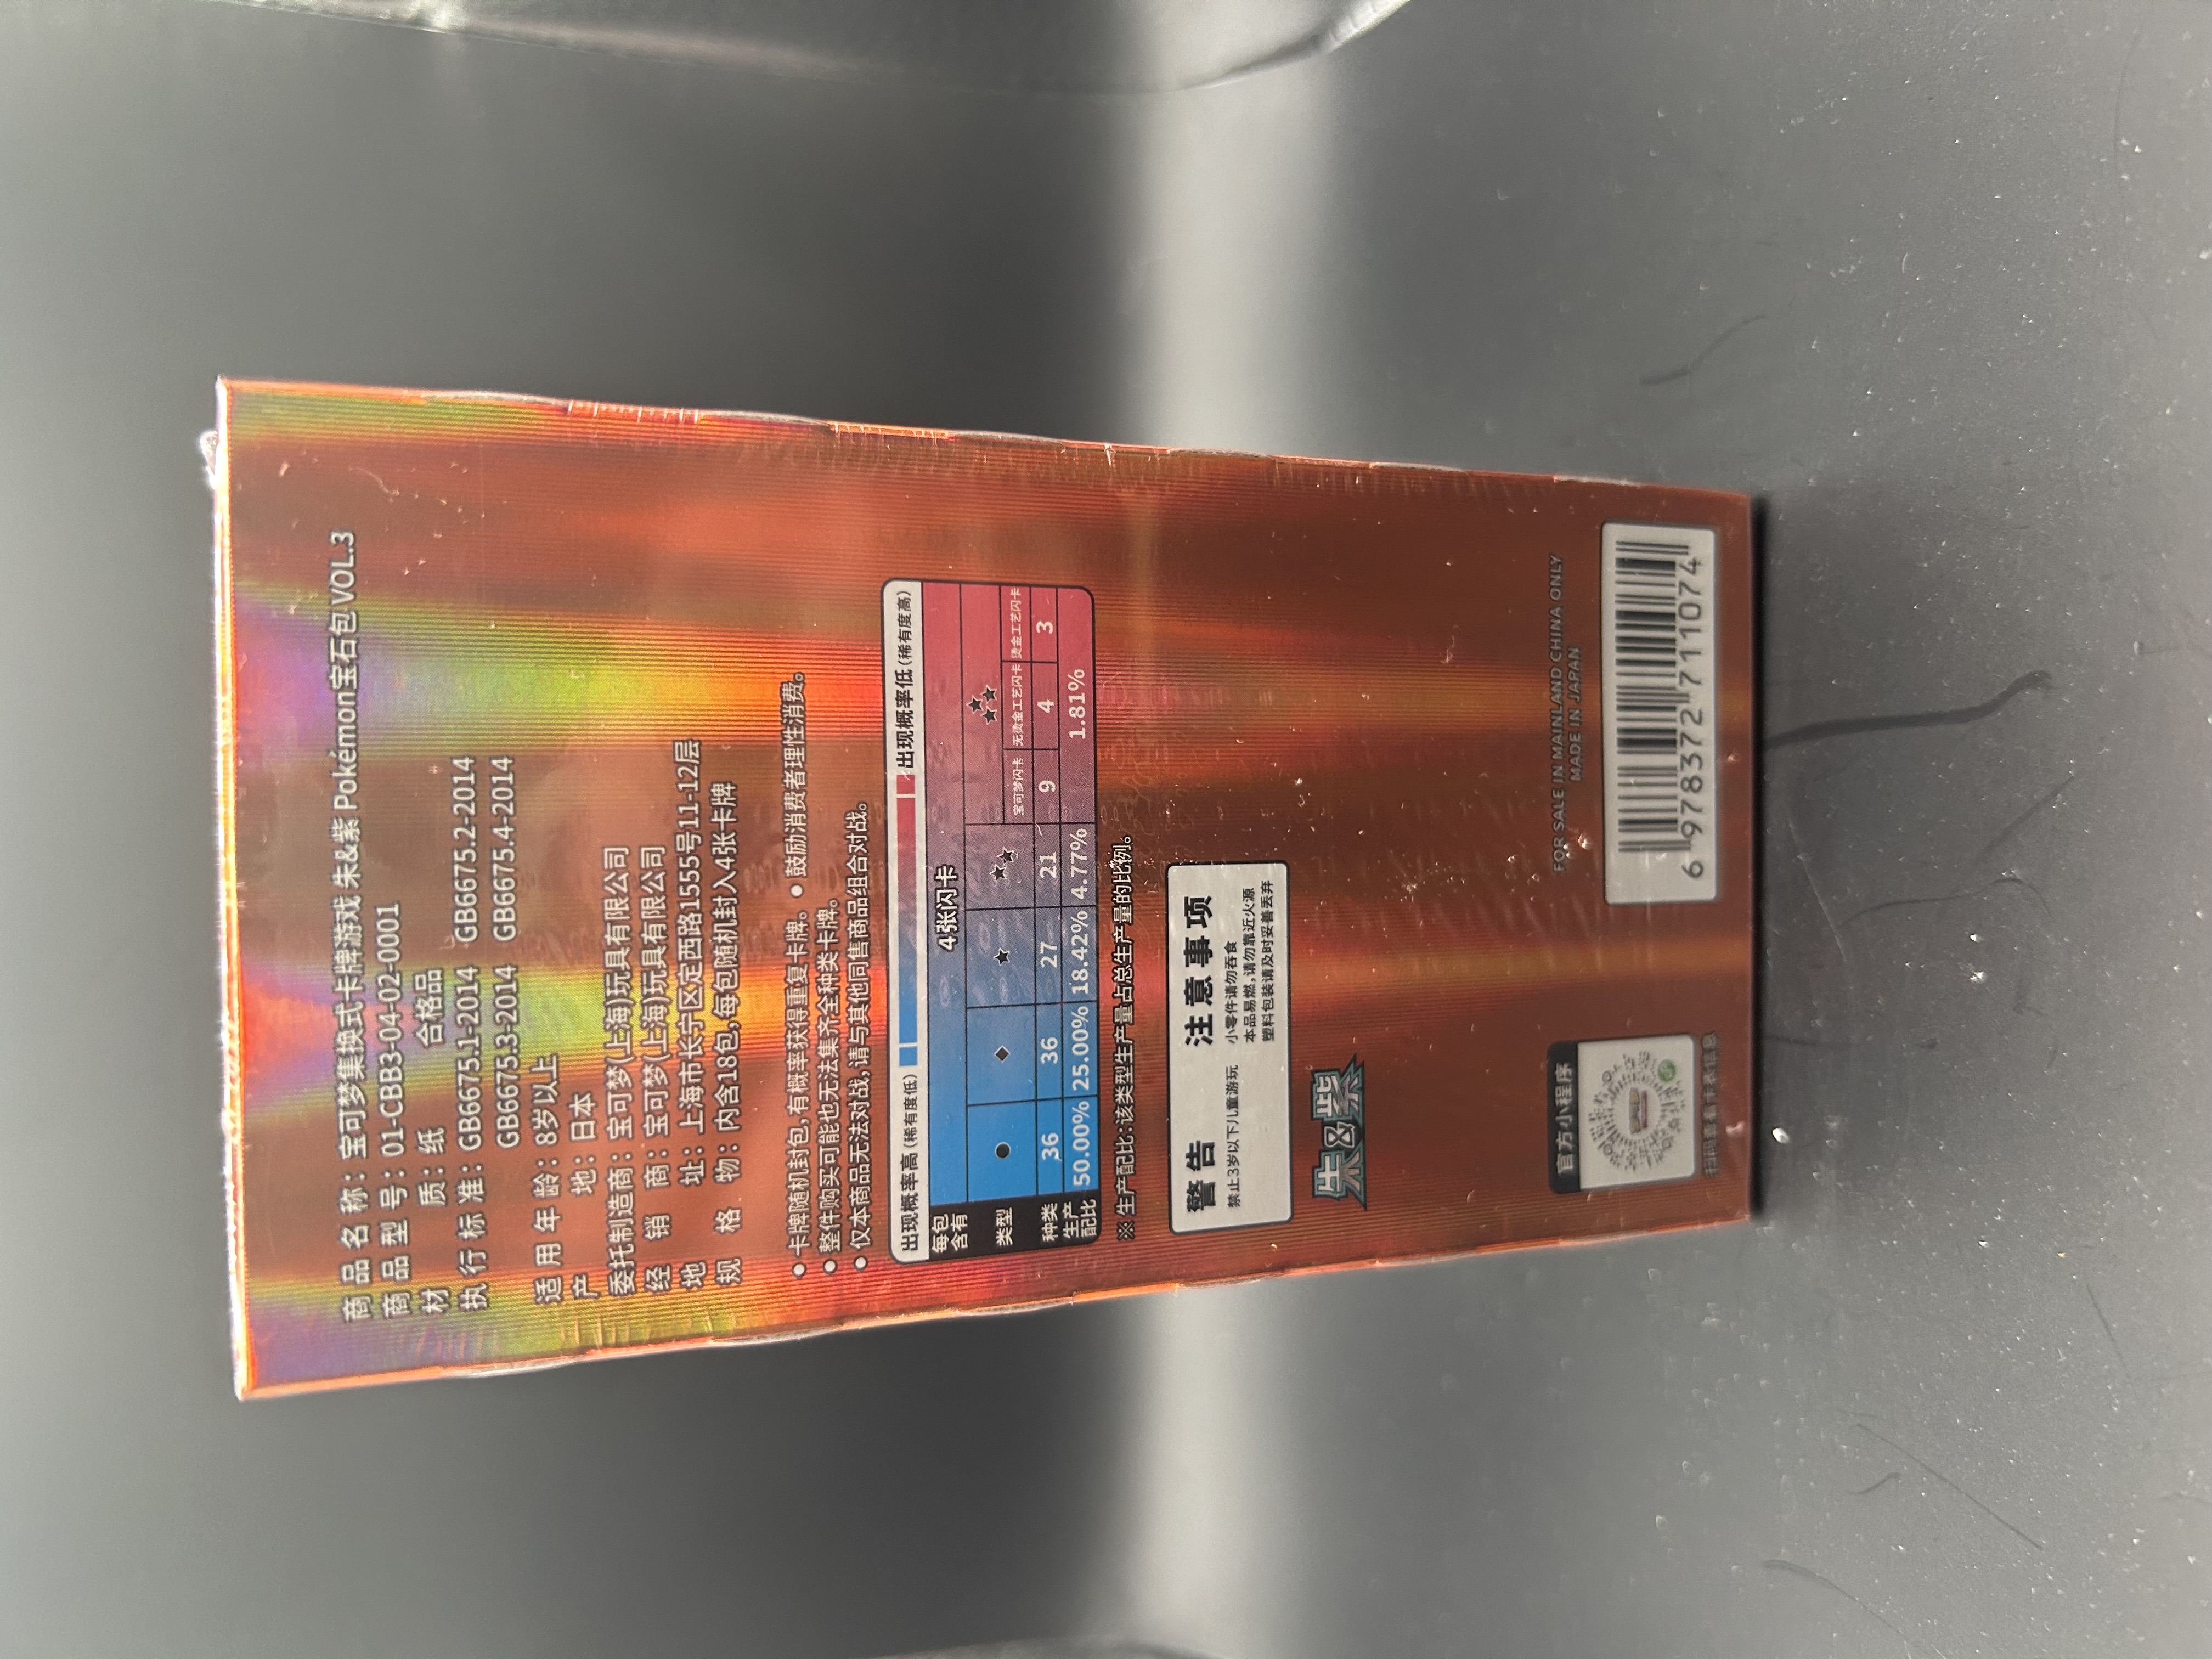 商品名称：宝可梦集换式卡牌游戏 朱&紫 Pokémon宝石包 VOL.3
商品型号：01-CBB3-04-02-0001
材 质：纸 合格品
执行标准：GB6675.1-2014 GB6675.2-2014
GB6675.3-2014 GB6675.4-2014
适用年龄：8岁以上
产 地：日本
委托制造商：宝可梦(上海)玩具有限公司
经 销 商：宝可梦(上海)玩具有限公司
地 址：上海市长宁区定西路1555号11-12层
规 格 物：内含18包,每包随机封入4张卡牌
●卡牌随机封包,有概率获得重复卡牌。 ●鼓励消费者理性消费。
●整件购买可能也无法集齐全种类卡牌。
●仅本商品无法对战,请与其他同售商品组合对战。
出现概率高(稀有度低) 出现概率低(稀有度高)
每包含有 4张闪卡
类型 ● ◆ ★ ★★ ★★★
宝可梦闪卡 无烫金工艺闪卡 烫金工艺闪卡
种类 36 36 27 21 9 4 3
生产配比 50.00% 25.00% 18.42% 4.77% 1.81%
※生产配比:该类型生产量占总生产量的比例。
警告
禁止3岁以下儿童游玩
注意事项
小零件请勿吞食
本品易燃,请勿靠近火源
塑料包装请及时妥善丢弃
朱&紫
官方小程序
扫码查看卡表信息
FOR SALE IN MAINLAND CHINA ONLY
MADE IN JAPAN
6 978372 711074